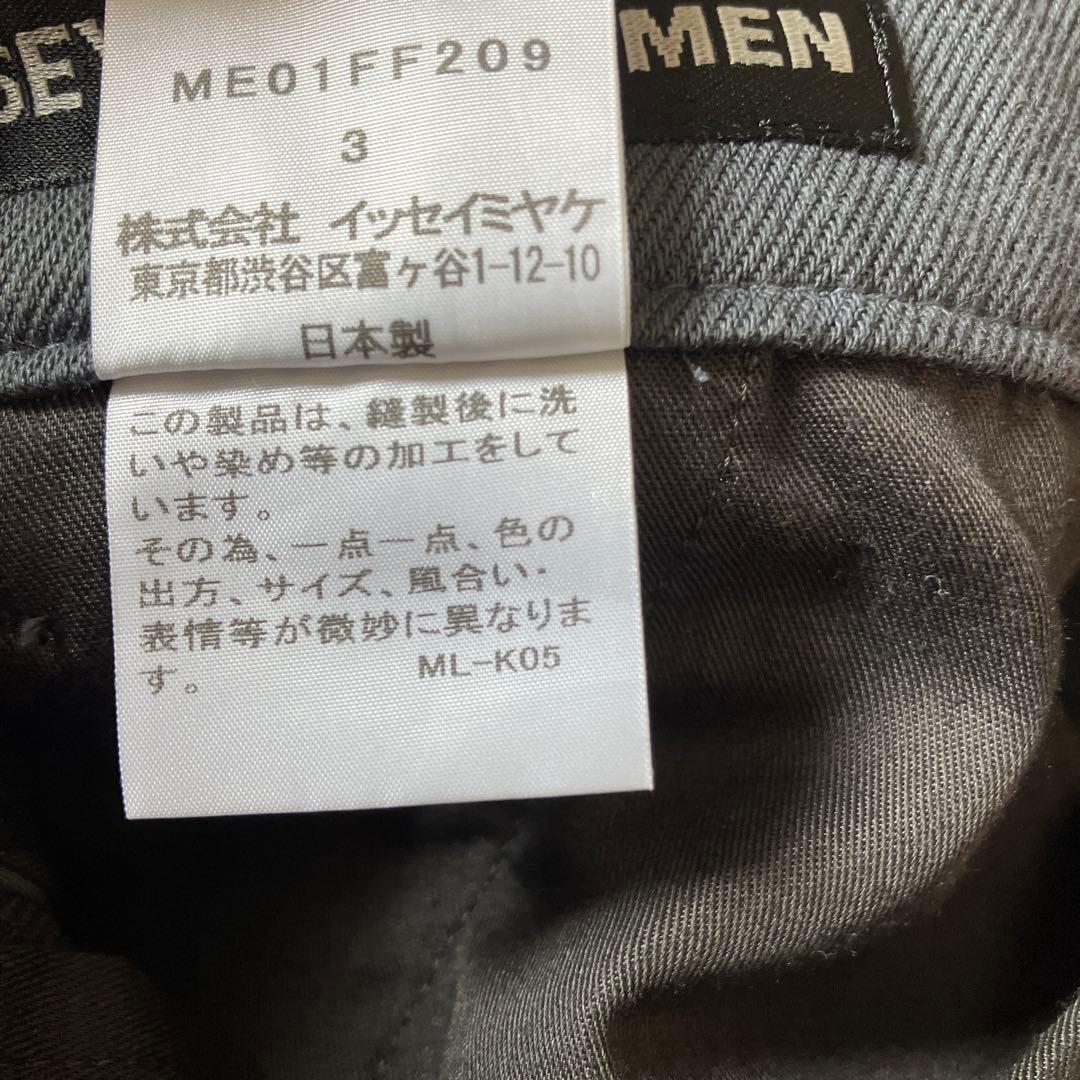 MEN
ME01FF209
3
株式会社 イッセイミヤケ
東京都渋谷区富ヶ谷1-12-10
日本製
この製品は、縫製後に洗
いや染め等の加工をして
います。
その為、一点一点、色の
出方、サイズ、風合い・
表情等が微妙に異なりま
す。 ML-K05